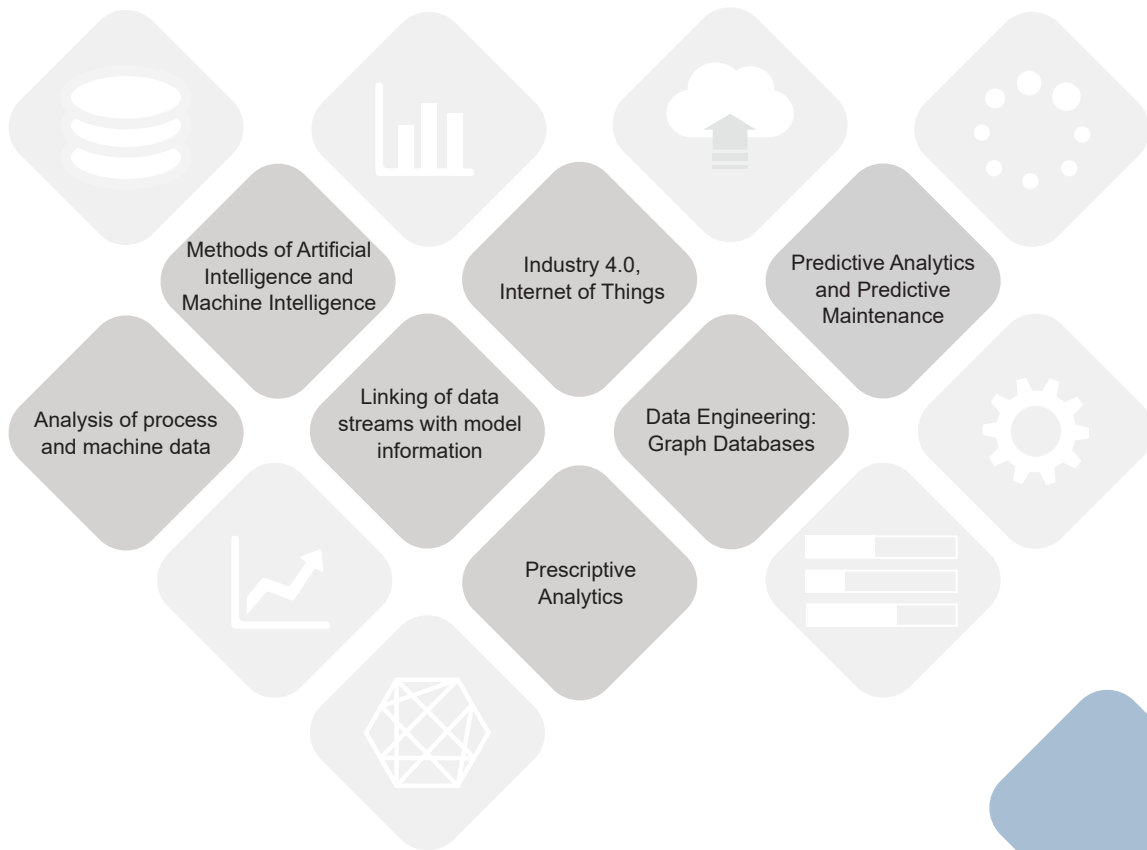 Methods of Artificial
Intelligence and
Machine Intelligence
Industry 4.0,
Internet of Things
Predictive Analytics
and Predictive
Maintenance
Analysis of process
and machine data
Linking of data
streams with model
information
Data Engineering:
Graph Databases
Prescriptive
Analytics